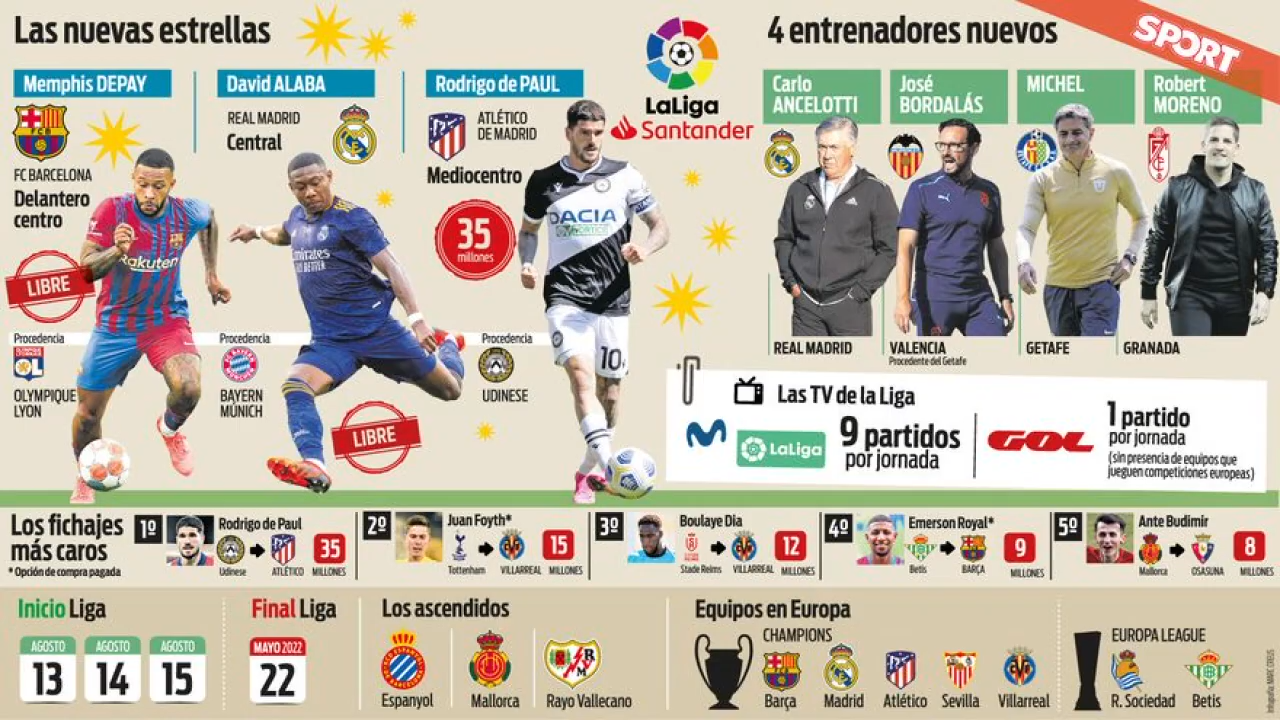 Las nuevas estrellas
LaLiga
Santander
4 entrenadores nuevos
SPORT
Memphis DEPAY
FC BARCELONA
Delantero
centro
LIBRE
Procedencia
OLYMPIQUE
LYON
Rakuten
David ALABA
REAL MADRID
Central
LIBRE
Procedencia
BAYERN
MÚNICH
Rodrigo de PAUL
ATLÉTICO
DE MADRID
Mediocentro
35
millones
Procedencia
UDINESE
DACIA
10
Carlo
ANCELOTTI
REAL MADRID
José
BORDALÁS
VALENCIA
Procedente del Getafe
MICHEL
GETAFE
Robert
MORENO
GRANADA
Las TV de la Liga
LaLiga
9 partidos
por jornada
GOL
1 partido
por jornada
(sin presencia de equipos que
jueguen competiciones europeas)
Los fichajes
más caros
* Opción de compra pagada
1º
Rodrigo de Paul
Udinese
ATLÉTICO
35
MILLONES
2º
Juan Foyth*
Tottenham
VILLARREAL
15
MILLONES
3º
Boulaye Dia
Stade Reims
VILLARREAL
12
MILLONES
4º
Emerson Royal*
Betis
BARÇA
9
MILLONES
5º
Ante Budimir
Mallorca
OSASUNA
8
MILLONES
Inicio Liga
AGOSTO
13
AGOSTO
14
AGOSTO
15
Final Liga
MAYO 2022
22
Los ascendidos
Espanyol
Mallorca
Rayo Vallecano
Equipos en Europa
CHAMPIONS
Barça
Madrid
Atlético
Sevilla
Villarreal
EUROPA LEAGUE
R. Sociedad
Betis
Infografía: MARC CREUS